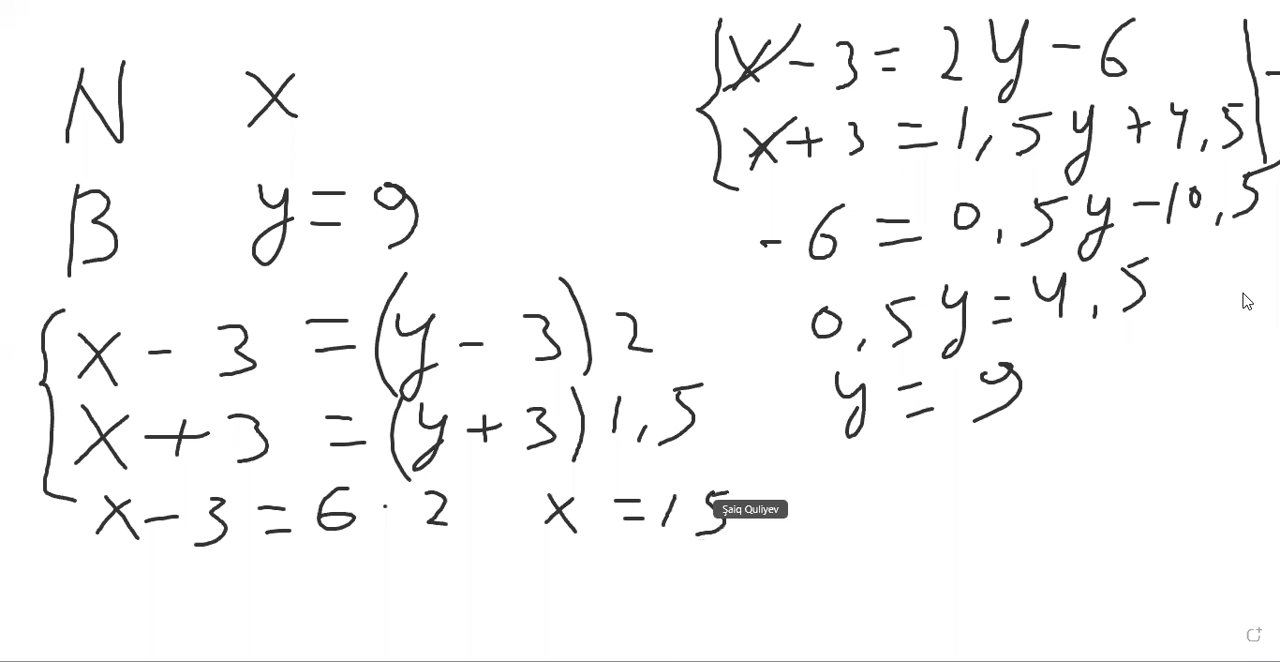 N x
B y = 9
{ x - 3 = (y - 3) 2
x + 3 = (y + 3) 1,5
x - 3 = 6 · 2 x = 15
Şaiq Quliyev
{ x - 3 = 2y - 6 | -
x + 3 = 1,5y + 4,5
- 6 = 0,5y - 10,5
0,5y = 4,5
y = 9